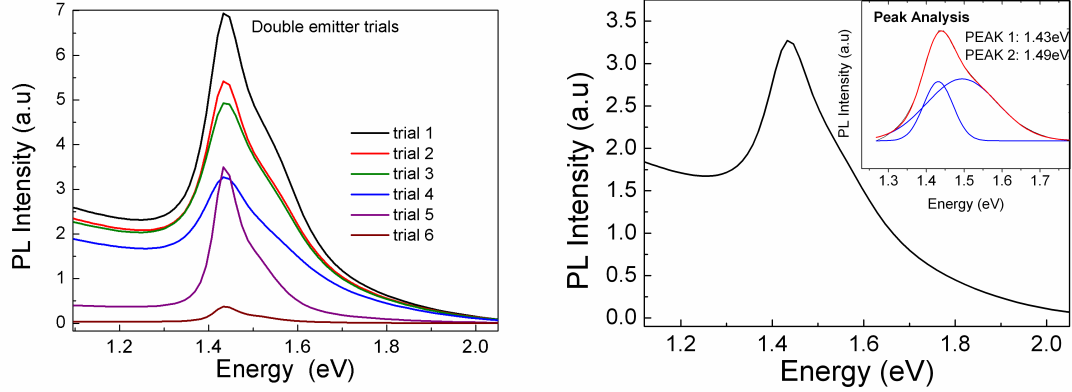 Double emitter trials
PL Intensity (a.u)
7
6
5
4
3
2
1
0
trial 1
trial 2
trial 3
trial 4
trial 5
trial 6
1.2 1.4 1.6 1.8 2.0
Energy (eV)
PL Intensity (a.u)
3.5
3.0
2.5
2.0
1.5
1.0
0.5
0.0
Peak Analysis
PEAK 1: 1.43eV
PEAK 2: 1.49eV
PL Intensity (a.u)
1.3 1.4 1.5 1.6 1.7
Energy (eV)
1.2 1.4 1.6 1.8 2.0
Energy (eV)